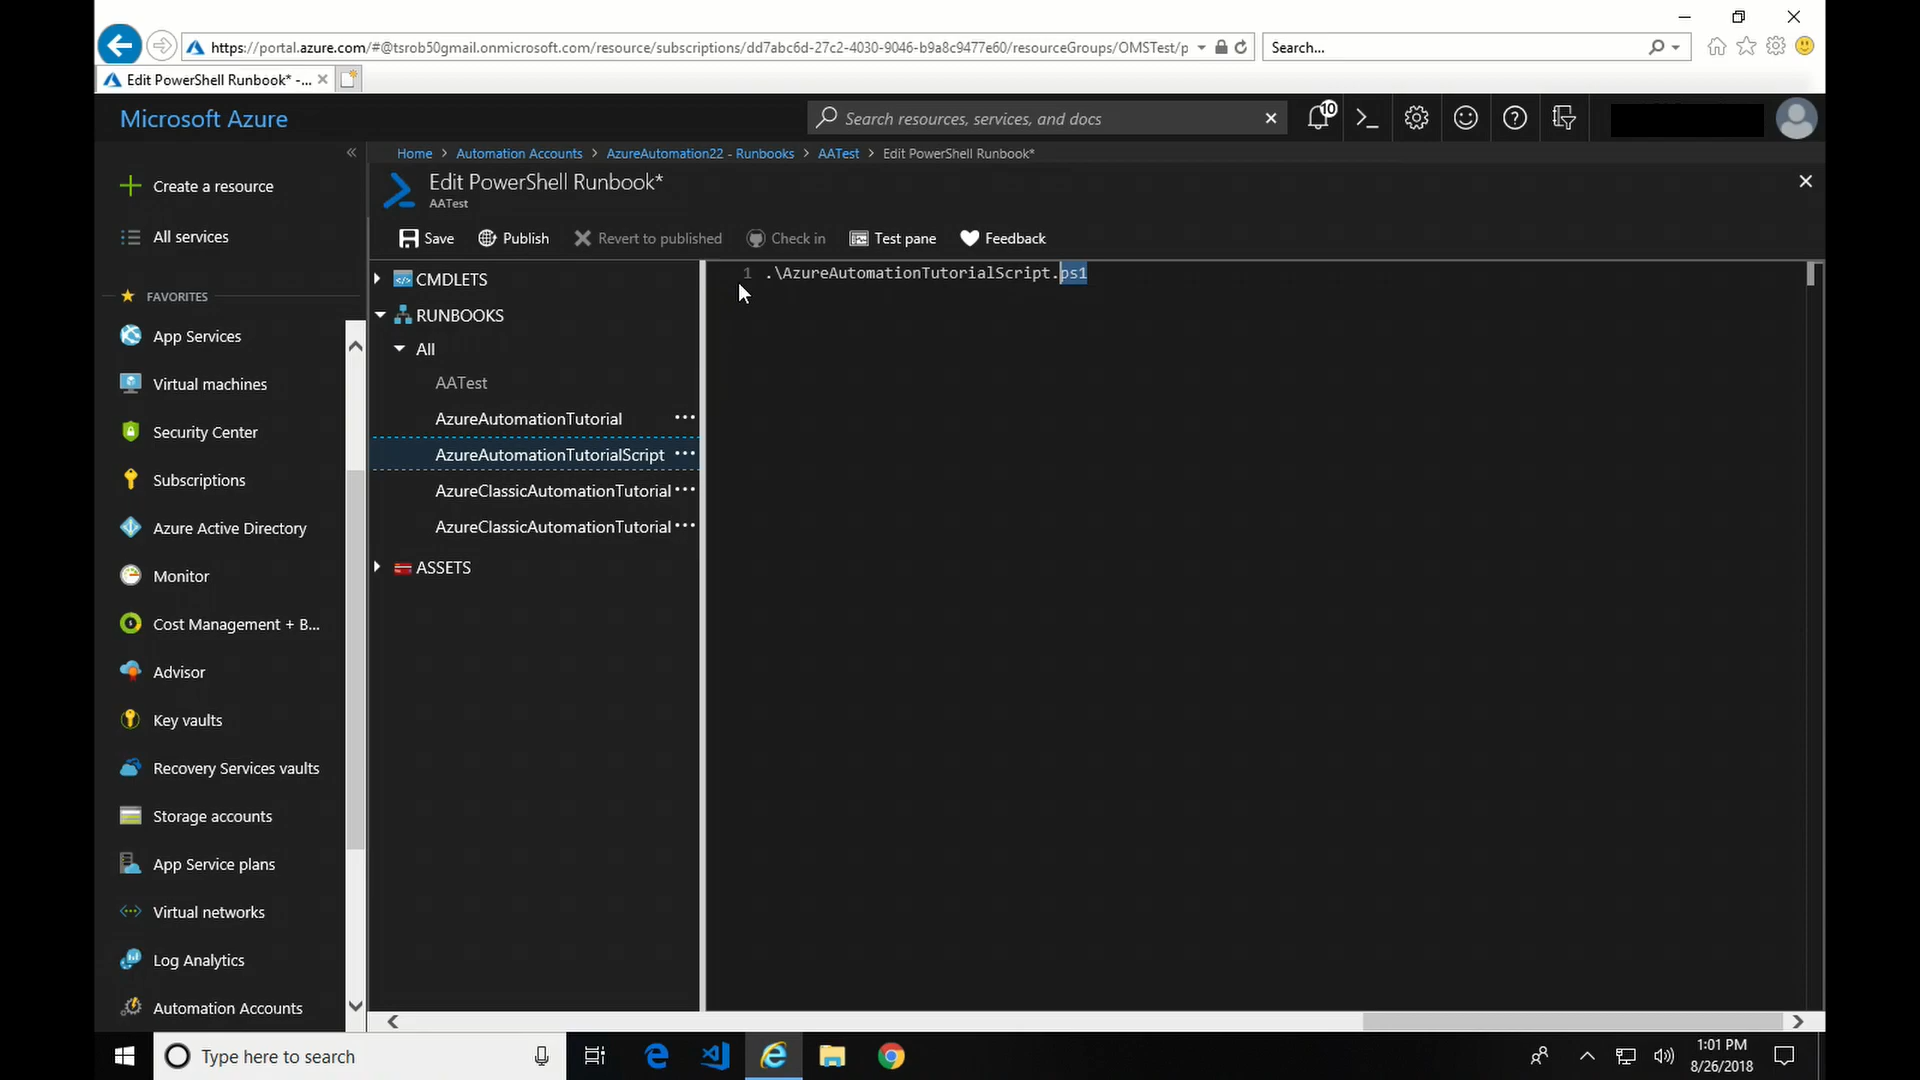 https://portal.azure.com/#@tsrob50gmail.onmicrosoft.com/resource/subscriptions/dd7abc6d-27c2-4030-9046-b9a8c9477e60/resourceGroups/OMSTest/p
Search...
Edit PowerShell Runbook* -...
Microsoft Azure
Search resources, services, and docs
10
Home > Automation Accounts > AzureAutomation22 - Runbooks > AATest > Edit PowerShell Runbook*
Edit PowerShell Runbook*
AATest
Save
Publish
Revert to published
Check in
Test pane
Feedback
Create a resource
All services
FAVORITES
App Services
Virtual machines
Security Center
Subscriptions
Azure Active Directory
Monitor
Cost Management + B...
Advisor
Key vaults
Recovery Services vaults
Storage accounts
App Service plans
Virtual networks
Log Analytics
Automation Accounts
CMDLETS
RUNBOOKS
All
AATest
AzureAutomationTutorial
AzureAutomationTutorialScript
AzureClassicAutomationTutorial
AzureClassicAutomationTutorial
ASSETS
1 .\AzureAutomationTutorialScript.ps1
Type here to search
1:01 PM
8/26/2018